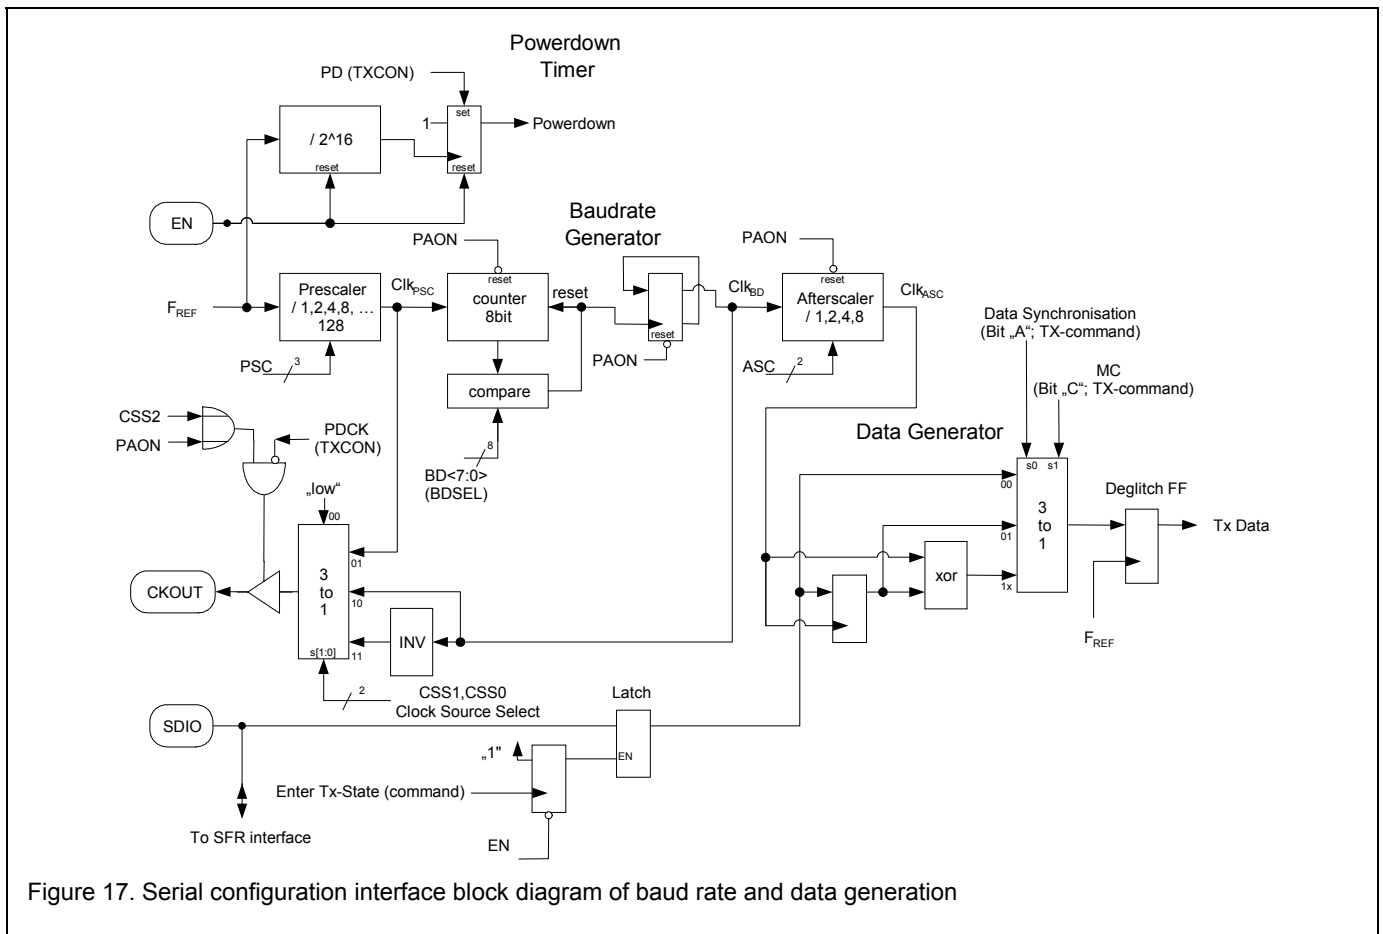 Powerdown
Timer
PD (TXCON)
set
1
Powerdown
/ 2^16
reset
reset
EN
Baudrate
Generator
PAON
PAON
reset
reset
Prescaler
/ 1,2,4,8, …
128
Clk_PSC
counter
8bit
reset
Clk_BD
Afterscaler
/ 1,2,4,8
Clk_ASC
F_REF
reset
PAON
PSC
3
ASC
2
compare
8
BD<7:0>
(BDSEL)
Data Synchronisation
(Bit „A“; TX-command)
MC
(Bit „C“; TX-command)
Data Generator
CSS2
PAON
PDCK
(TXCON)
„low“
00
01
10
11
3
to
1
s[1:0]
CKOUT
INV
2
CSS1,CSS0
Clock Source Select
s0 s1
00
01
1x
3
to
1
xor
Deglitch FF
Tx Data
F_REF
Latch
SDIO
EN
„1"
Enter Tx-State (command)
EN
To SFR interface
Figure 17. Serial configuration interface block diagram of baud rate and data generation